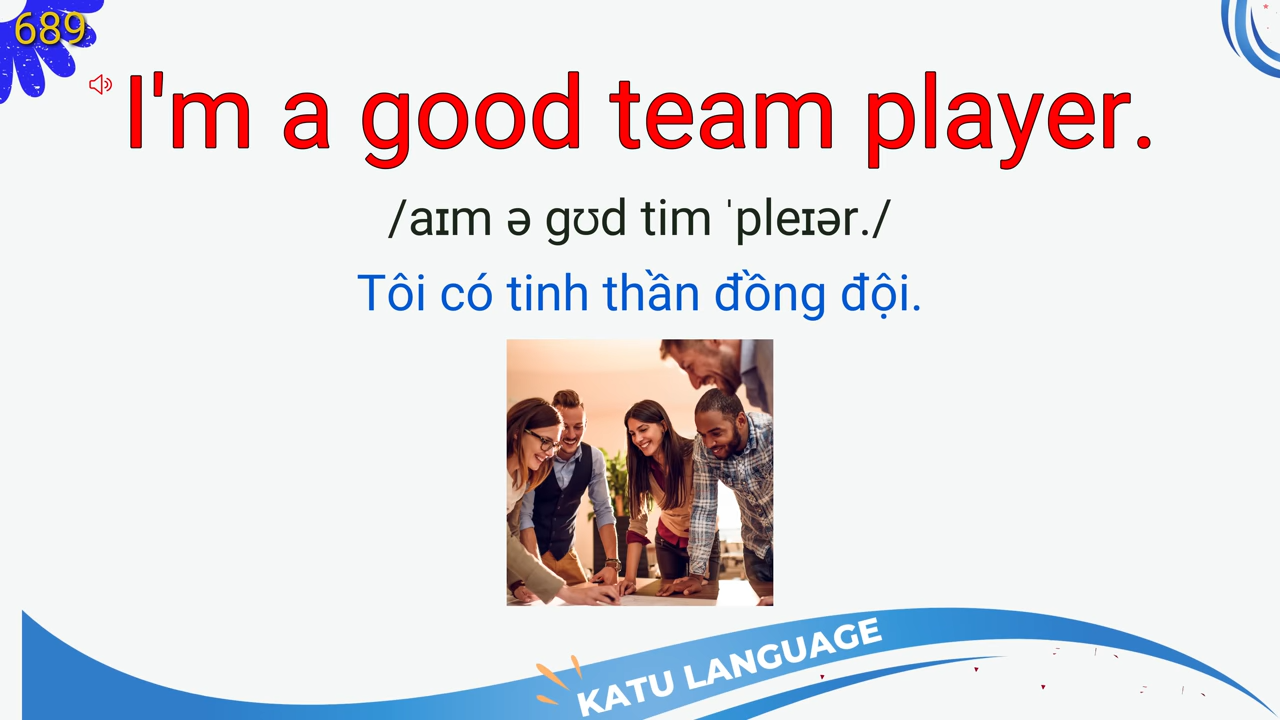 689
I'm a good team player.
/aɪm ə gʊd tim ˈpleɪər./
Tôi có tinh thần đồng đội.
KATU LANGUAGE